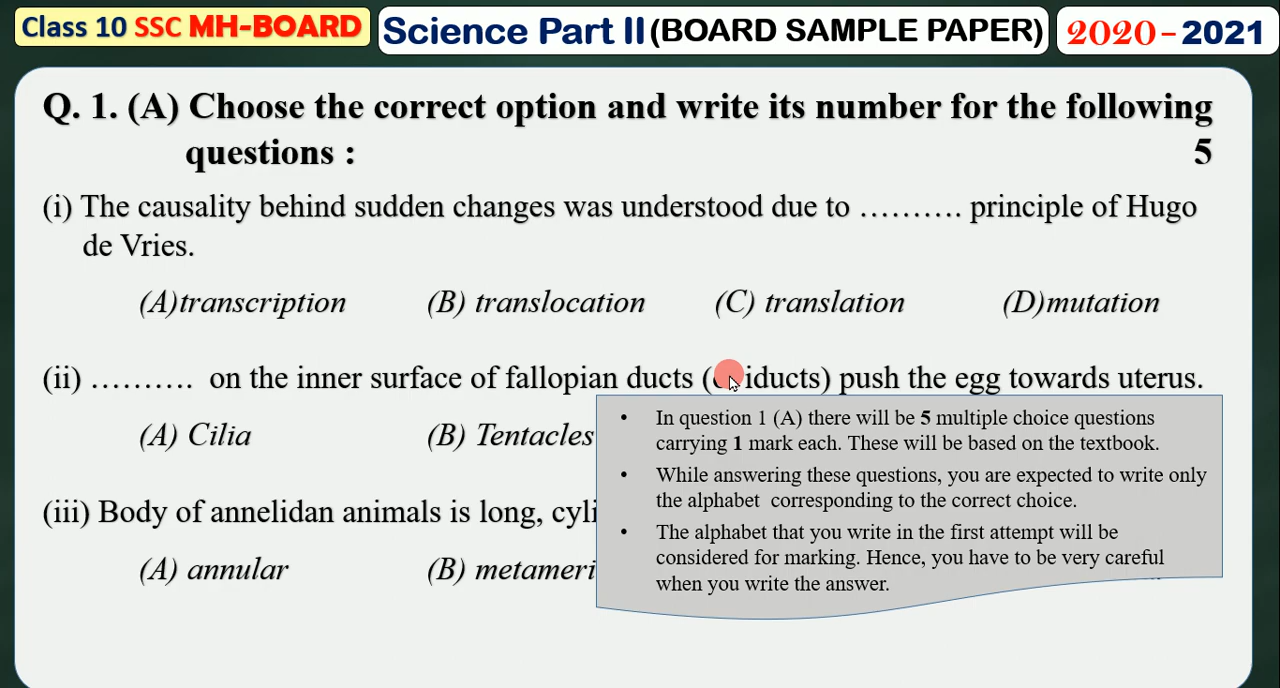 Class 10 SSC MH-BOARD
Science Part II (BOARD SAMPLE PAPER)
2020 - 2021
Q. 1. (A) Choose the correct option and write its number for the following
questions : 5
(i) The causality behind sudden changes was understood due to .......... principle of Hugo
de Vries.
(A)transcription (B) translocation (C) translation (D)mutation
(ii) .......... on the inner surface of fallopian ducts ( iducts) push the egg towards uterus.
(A) Cilia (B) Tentacles
(iii) Body of annelidan animals is long, cyli
(A) annular (B) metameri
• In question 1 (A) there will be 5 multiple choice questions
carrying 1 mark each. These will be based on the textbook.
• While answering these questions, you are expected to write only
the alphabet corresponding to the correct choice.
• The alphabet that you write in the first attempt will be
considered for marking. Hence, you have to be very careful
when you write the answer.